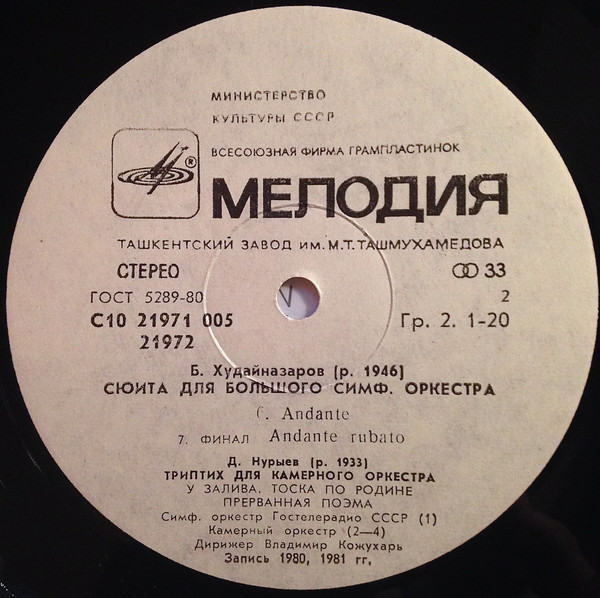 МИНИСТЕРСТВО
КУЛЬТУРЫ СССР
ВСЕСОЮЗНАЯ ФИРМА ГРАМПЛАСТИНОК
®
МЕЛОДИЯ
ТАШКЕНТСКИЙ ЗАВОД ИМ. М.Т. ТАШМУХАМЕДОВА
СТЕРЕО 33
ГОСТ 5289-80 2
С10 21971 005 Гр. 2. 1-20
21972
Б. Худайназаров (р. 1946)
СЮИТА ДЛЯ БОЛЬШОГО СИМФ. ОРКЕСТРА
6. Andante
7. ФИНАЛ Andante rubato
Д. Нурыев (р. 1933)
ТРИПТИХ ДЛЯ КАМЕРНОГО ОРКЕСТРА
У ЗАЛИВА, ТОСКА ПО РОДИНЕ
ПРЕРВАННАЯ ПОЭМА
Симф. оркестр Гостелерадио СССР (1)
Камерный оркестр (2—4)
Дирижер Владимир Кожухарь
Запись 1980, 1981 гг.